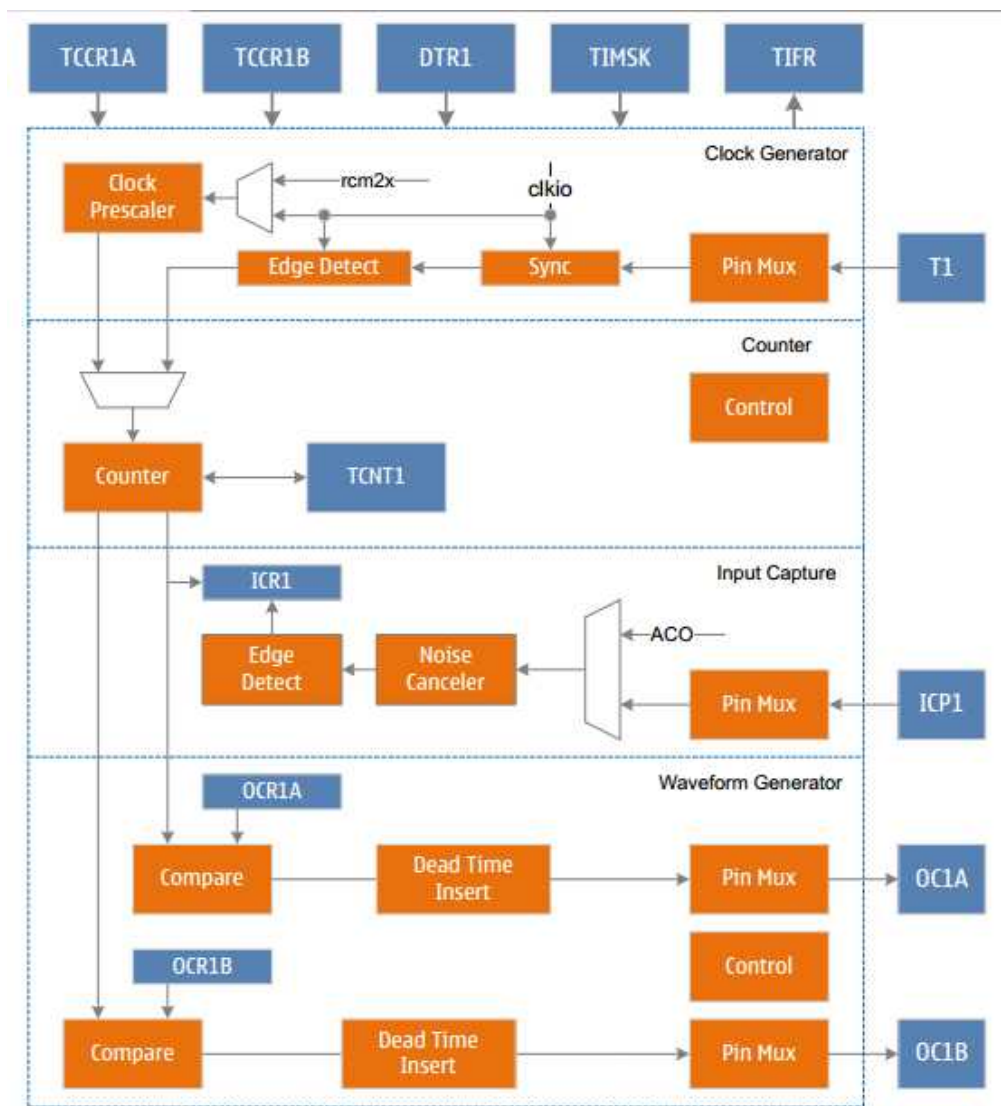 TCCR1A
TCCR1B
DTR1
TIMSK
TIFR
Clock Generator
Clock
Prescaler
rcm2x
clkio
Edge Detect
Sync
Pin Mux
T1
Counter
Control
Counter
TCNT1
Input Capture
ICR1
ACO
Edge
Detect
Noise
Canceler
Pin Mux
ICP1
Waveform Generator
OCR1A
Compare
Dead Time
Insert
Pin Mux
OC1A
OCR1B
Control
Compare
Dead Time
Insert
Pin Mux
OC1B